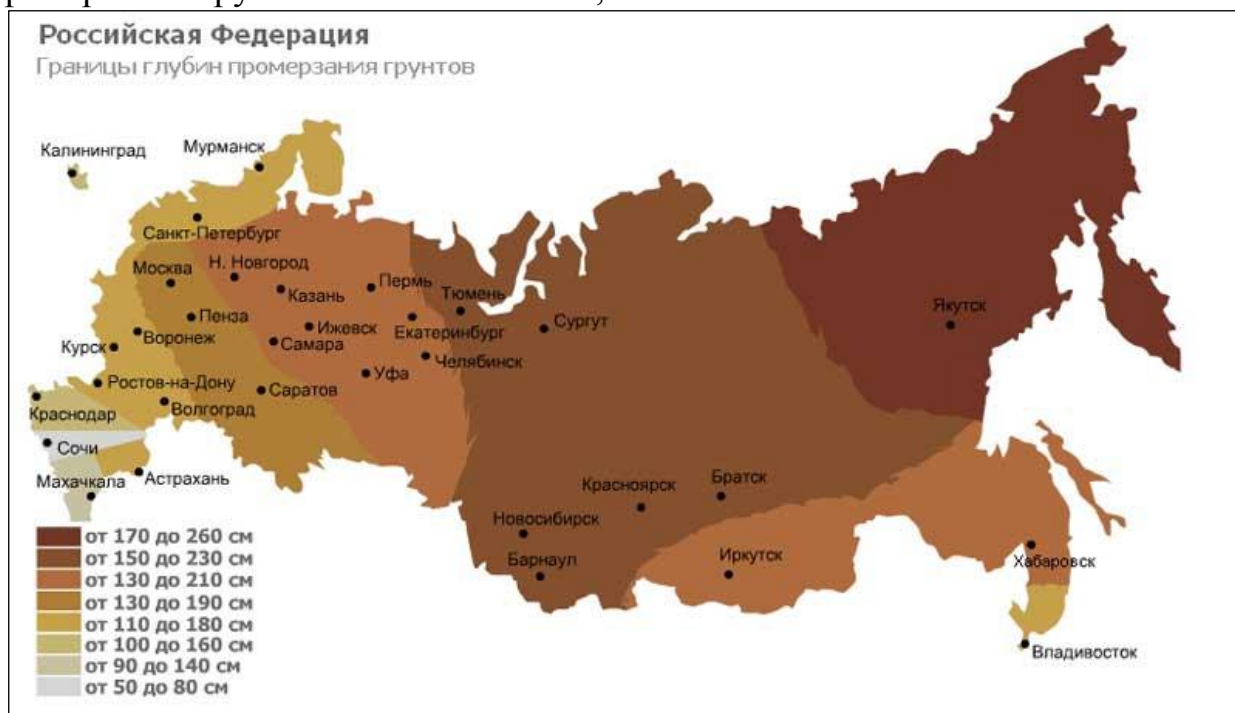 Российская Федерация
Границы глубин промерзания грунтов
Калининград
Мурманск
Санкт-Петербург
Москва
Н. Новгород
Казань
Пермь
Тюмень
Сургут
Якутск
Пенза
Ижевск
Екатеринбург
Воронеж
Самара
Челябинск
Курск
Уфа
Ростов-на-Дону
Саратов
Волгоград
Краснодар
Сочи
Астрахань
Махачкала
Красноярск
Братск
Новосибирск
Барнаул
Иркутск
Хабаровск
Владивосток
от 170 до 260 см
от 150 до 230 см
от 130 до 210 см
от 130 до 190 см
от 110 до 180 см
от 100 до 160 см
от 90 до 140 см
от 50 до 80 см